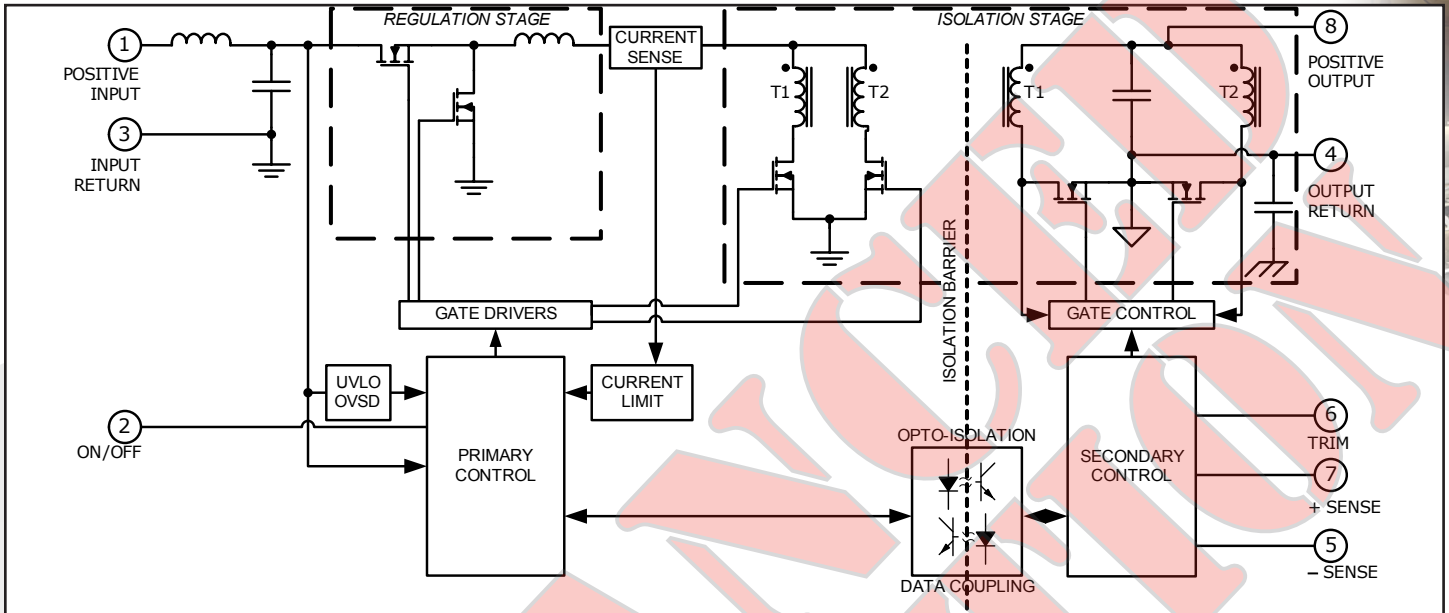 REGULATION STAGE
ISOLATION STAGE
1
POSITIVE
INPUT
3
INPUT
RETURN
CURRENT
SENSE
T1
T2
T1
T2
8
POSITIVE
OUTPUT
4
OUTPUT
RETURN
ISOLATION BARRIER
GATE DRIVERS
GATE CONTROL
UVLO
OVSD
CURRENT
LIMIT
2
ON/OFF
PRIMARY
CONTROL
OPTO-ISOLATION
DATA COUPLING
SECONDARY
CONTROL
6
TRIM
7
+ SENSE
5
– SENSE